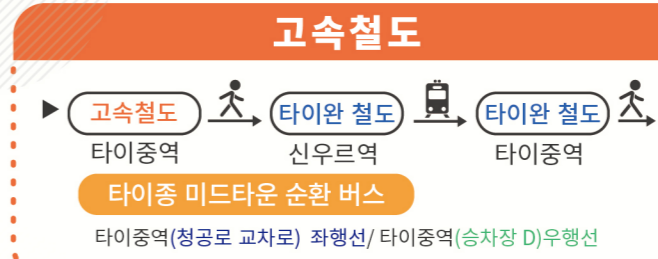 고속철도
고속철도 타이완 철도 타이완 철도
타이중역 신우르역 타이중역
타이종 미드타운 순환 버스
타이중역(청공로 교차로) 좌행선/ 타이중역(승차장 D)우행선